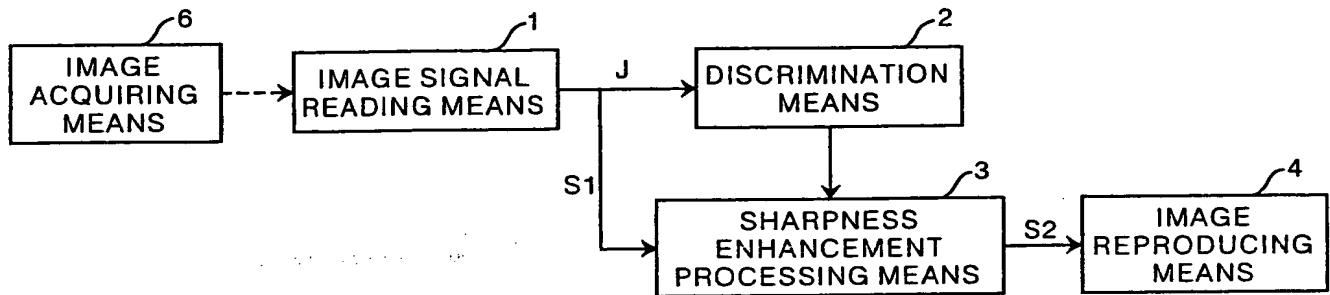 6
IMAGE
ACQUIRING
MEANS
1
IMAGE SIGNAL
READING MEANS
J
2
DISCRIMINATION
MEANS
S1
3
SHARPNESS
ENHANCEMENT
PROCESSING MEANS
S2
4
IMAGE
REPRODUCING
MEANS